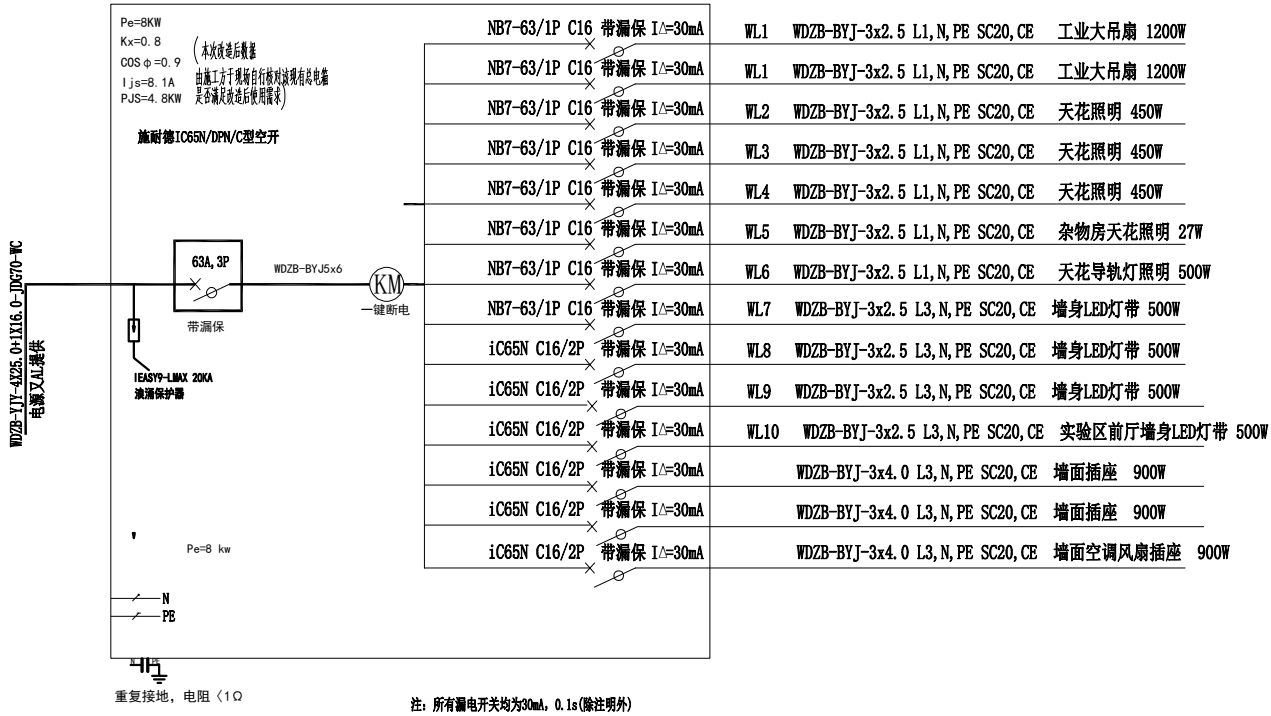 Pe=8KW
Kx=0.8
COSφ=0.9
Ijs=8.1A
PJS=4.8KW
(本次改造后数据
由施工方于现场自行核对该现有总电箱
是否满足改造后使用需求)
施耐德IC65N/DPN/C型空开
63A,3P
带漏保
WDZB-BYJ5x6
KM
一键断电
WDZB-YJY-4X25.0+1X16.0-JDG70-WC
电源又AL提供
IEASY9-LMAX 20KA
浪涌保护器
NB7-63/1P C16 带漏保 I△=30mA WL1 WDZB-BYJ-3x2.5 L1,N,PE SC20,CE 工业大吊扇 1200W
NB7-63/1P C16 带漏保 I△=30mA WL1 WDZB-BYJ-3x2.5 L1,N,PE SC20,CE 工业大吊扇 1200W
NB7-63/1P C16 带漏保 I△=30mA WL2 WDZB-BYJ-3x2.5 L1,N,PE SC20,CE 天花照明 450W
NB7-63/1P C16 带漏保 I△=30mA WL3 WDZB-BYJ-3x2.5 L1,N,PE SC20,CE 天花照明 450W
NB7-63/1P C16 带漏保 I△=30mA WL4 WDZB-BYJ-3x2.5 L1,N,PE SC20,CE 天花照明 450W
NB7-63/1P C16 带漏保 I△=30mA WL5 WDZB-BYJ-3x2.5 L1,N,PE SC20,CE 杂物房天花照明 27W
NB7-63/1P C16 带漏保 I△=30mA WL6 WDZB-BYJ-3x2.5 L1,N,PE SC20,CE 天花导轨灯照明 500W
NB7-63/1P C16 带漏保 I△=30mA WL7 WDZB-BYJ-3x2.5 L3,N,PE SC20,CE 墙身LED灯带 500W
iC65N C16/2P 带漏保 I△=30mA WL8 WDZB-BYJ-3x2.5 L3,N,PE SC20,CE 墙身LED灯带 500W
iC65N C16/2P 带漏保 I△=30mA WL9 WDZB-BYJ-3x2.5 L3,N,PE SC20,CE 墙身LED灯带 500W
iC65N C16/2P 带漏保 I△=30mA WL10 WDZB-BYJ-3x2.5 L3,N,PE SC20,CE 实验区前厅墙身LED灯带 500W
iC65N C16/2P 带漏保 I△=30mA WDZB-BYJ-3x4.0 L3,N,PE SC20,CE 墙面插座 900W
iC65N C16/2P 带漏保 I△=30mA WDZB-BYJ-3x4.0 L3,N,PE SC20,CE 墙面插座 900W
iC65N C16/2P 带漏保 I△=30mA WDZB-BYJ-3x4.0 L3,N,PE SC20,CE 墙面空调风扇插座 900W
Pe=8 kw
N
PE
N PE
重复接地，电阻〈1Ω
注：所有漏电开关均为30mA，0.1s(除注明外)